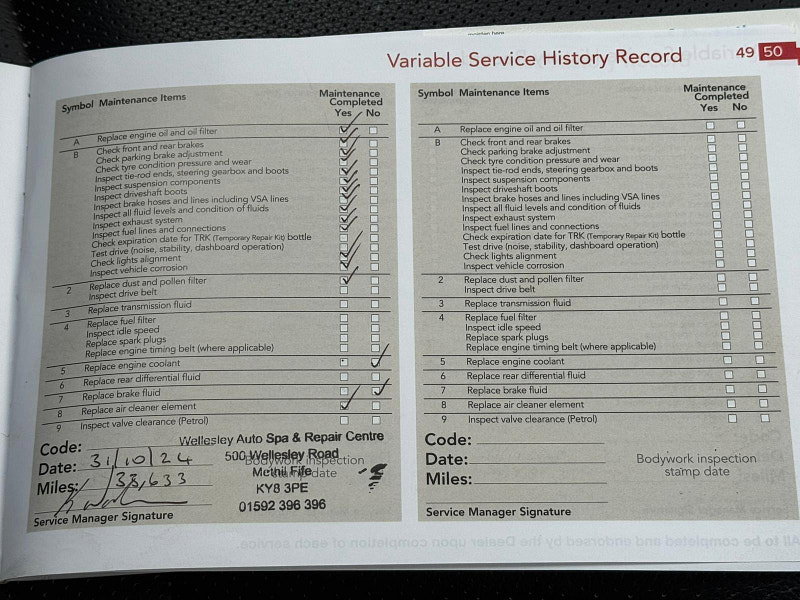 Variable Service History Record
49 50
Symbol Maintenance Items
Maintenance
Completed
Yes No
A Replace engine oil and oil filter
B Check front and rear brakes
Check parking brake adjustment
Check tyre condition pressure and wear
Inspect tie-rod ends, steering gearbox and boots
Inspect suspension components
Inspect driveshaft boots
Inspect brake hoses and lines including VSA lines
Inspect all fluid levels and condition of fluids
Inspect exhaust system
Inspect fuel lines and connections
Check expiration date for TRK (Temporary Repair Kit) bottle
Test drive (noise, stability, dashboard operation)
Check lights alignment
Inspect vehicle corrosion
2 Replace dust and pollen filter
Inspect drive belt
3 Replace transmission fluid
4 Replace fuel filter
Inspect idle speed
Replace spark plugs
Replace engine timing belt (where applicable)
5 Replace engine coolant
6 Replace rear differential fluid
7 Replace brake fluid
8 Replace air cleaner element
9 Inspect valve clearance (Petrol)
Code:
Date: 31/10/24
Miles: 38,633
Service Manager Signature
Wellesley Auto Spa & Repair Centre
500 Wellesley Road
Methil Fife
KY8 3PE
01592 396 396
Bodywork inspection
stamp date
Symbol Maintenance Items
Maintenance
Completed
Yes No
A Replace engine oil and oil filter
B Check front and rear brakes
Check parking brake adjustment
Check tyre condition pressure and wear
Inspect tie-rod ends, steering gearbox and boots
Inspect suspension components
Inspect driveshaft boots
Inspect brake hoses and lines including VSA lines
Inspect all fluid levels and condition of fluids
Inspect exhaust system
Inspect fuel lines and connections
Check expiration date for TRK (Temporary Repair Kit) bottle
Test drive (noise, stability, dashboard operation)
Check lights alignment
Inspect vehicle corrosion
2 Replace dust and pollen filter
Inspect drive belt
3 Replace transmission fluid
4 Replace fuel filter
Inspect idle speed
Replace spark plugs
Replace engine timing belt (where applicable)
5 Replace engine coolant
6 Replace rear differential fluid
7 Replace brake fluid
8 Replace air cleaner element
9 Inspect valve clearance (Petrol)
Code:
Date:
Miles:
Bodywork inspection
stamp date
Service Manager Signature